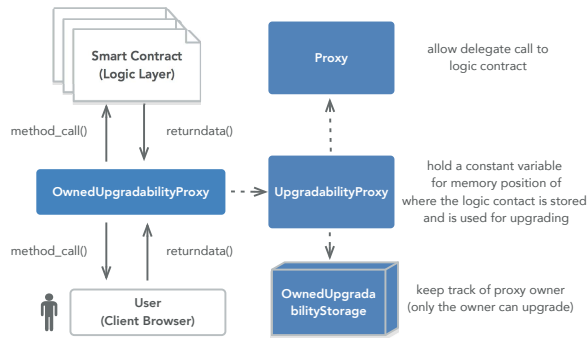 Smart Contract
(Logic Layer)
Proxy
allow delegate call to
logic contract
method_call()
returndata()
OwnedUpgradabilityProxy
UpgradabilityProxy
hold a constant variable
for memory position of
where the logic contact is stored
and is used for upgrading
method_call()
returndata()
User
(Client Browser)
OwnedUpgrada
bilityStorage
keep track of proxy owner
(only the owner can upgrade)